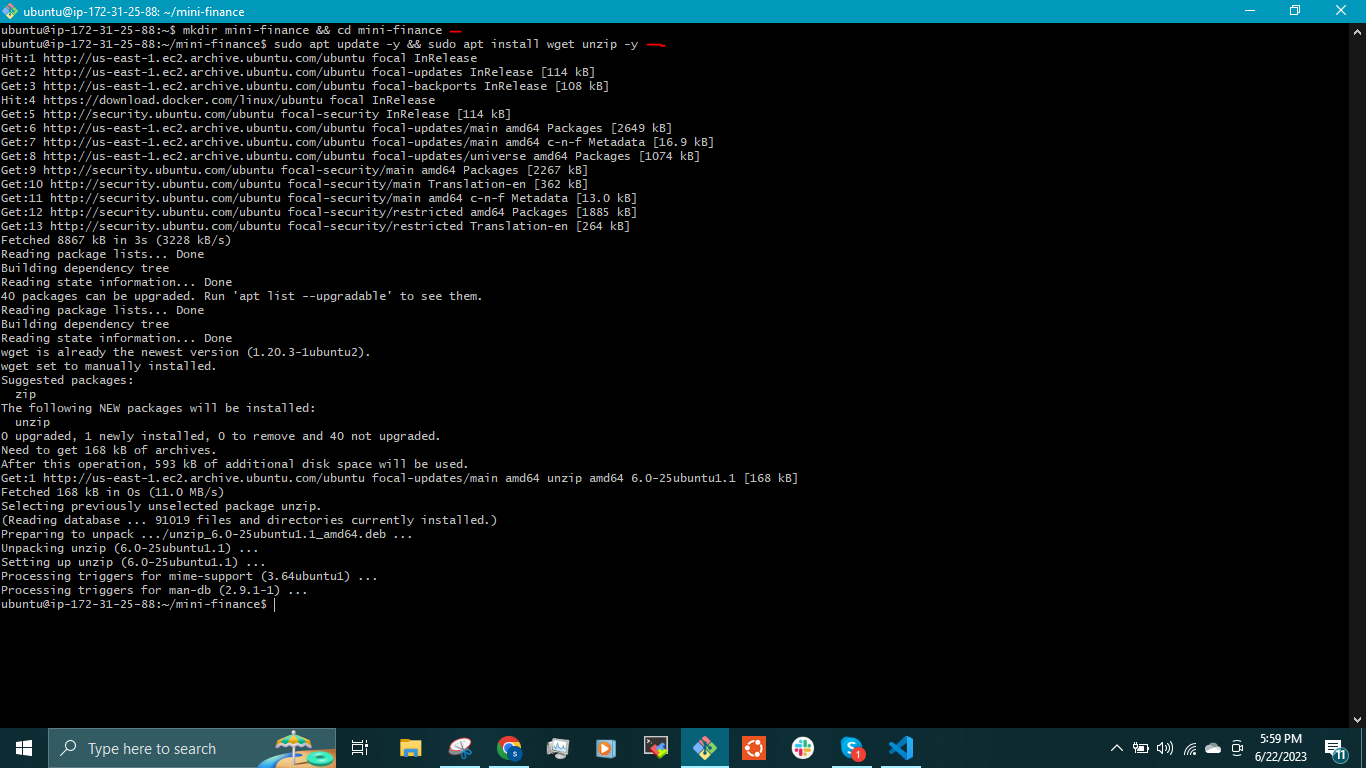 ubuntu@ip-172-31-25-88: ~/mini-finance
ubuntu@ip-172-31-25-88:~$ mkdir mini-finance && cd mini-finance
ubuntu@ip-172-31-25-88:~/mini-finance$ sudo apt update -y && sudo apt install wget unzip -y
Hit:1 http://us-east-1.ec2.archive.ubuntu.com/ubuntu focal InRelease
Get:2 http://us-east-1.ec2.archive.ubuntu.com/ubuntu focal-updates InRelease [114 kB]
Get:3 http://us-east-1.ec2.archive.ubuntu.com/ubuntu focal-backports InRelease [108 kB]
Hit:4 https://download.docker.com/linux/ubuntu focal InRelease
Get:5 http://security.ubuntu.com/ubuntu focal-security InRelease [114 kB]
Get:6 http://us-east-1.ec2.archive.ubuntu.com/ubuntu focal-updates/main amd64 Packages [2649 kB]
Get:7 http://us-east-1.ec2.archive.ubuntu.com/ubuntu focal-updates/main amd64 c-n-f Metadata [16.9 kB]
Get:8 http://us-east-1.ec2.archive.ubuntu.com/ubuntu focal-updates/universe amd64 Packages [1074 kB]
Get:9 http://security.ubuntu.com/ubuntu focal-security/main amd64 Packages [2267 kB]
Get:10 http://security.ubuntu.com/ubuntu focal-security/main Translation-en [362 kB]
Get:11 http://security.ubuntu.com/ubuntu focal-security/main amd64 c-n-f Metadata [13.0 kB]
Get:12 http://security.ubuntu.com/ubuntu focal-security/restricted amd64 Packages [1885 kB]
Get:13 http://security.ubuntu.com/ubuntu focal-security/restricted Translation-en [264 kB]
Fetched 8867 kB in 3s (3228 kB/s)
Reading package lists... Done
Building dependency tree
Reading state information... Done
40 packages can be upgraded. Run 'apt list --upgradable' to see them.
Reading package lists... Done
Building dependency tree
Reading state information... Done
wget is already the newest version (1.20.3-1ubuntu2).
wget set to manually installed.
Suggested packages:
  zip
The following NEW packages will be installed:
  unzip
0 upgraded, 1 newly installed, 0 to remove and 40 not upgraded.
Need to get 168 kB of archives.
After this operation, 593 kB of additional disk space will be used.
Get:1 http://us-east-1.ec2.archive.ubuntu.com/ubuntu focal-updates/main amd64 unzip amd64 6.0-25ubuntu1.1 [168 kB]
Fetched 168 kB in 0s (11.0 MB/s)
Selecting previously unselected package unzip.
(Reading database ... 91019 files and directories currently installed.)
Preparing to unpack .../unzip_6.0-25ubuntu1.1_amd64.deb ...
Unpacking unzip (6.0-25ubuntu1.1) ...
Setting up unzip (6.0-25ubuntu1.1) ...
Processing triggers for mime-support (3.64ubuntu1) ...
Processing triggers for man-db (2.9.1-1) ...
ubuntu@ip-172-31-25-88:~/mini-finance$
Type here to search
S
1
5:59 PM
6/22/2023
11